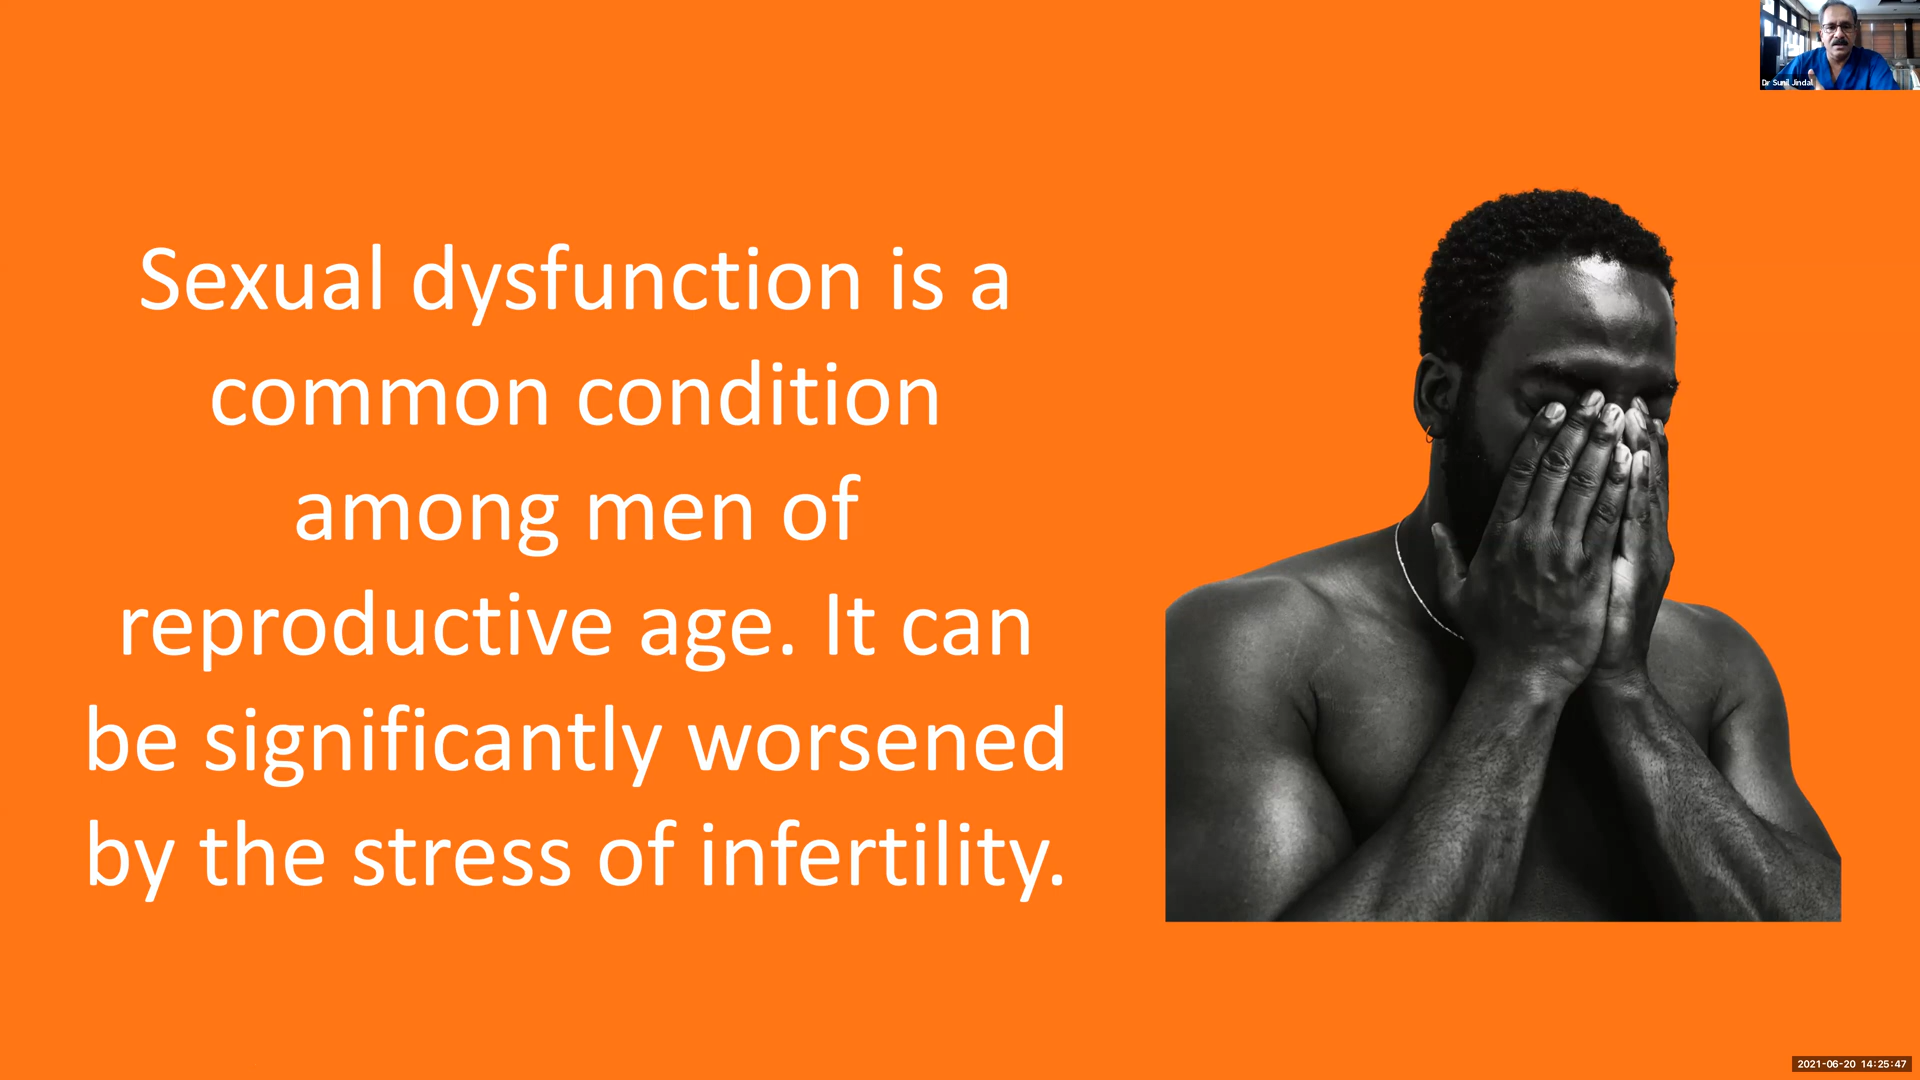 Dr Sunil Jindal
Sexual dysfunction is a
common condition
among men of
reproductive age. It can
be significantly worsened
by the stress of infertility.
2021-06-20 14:25:47